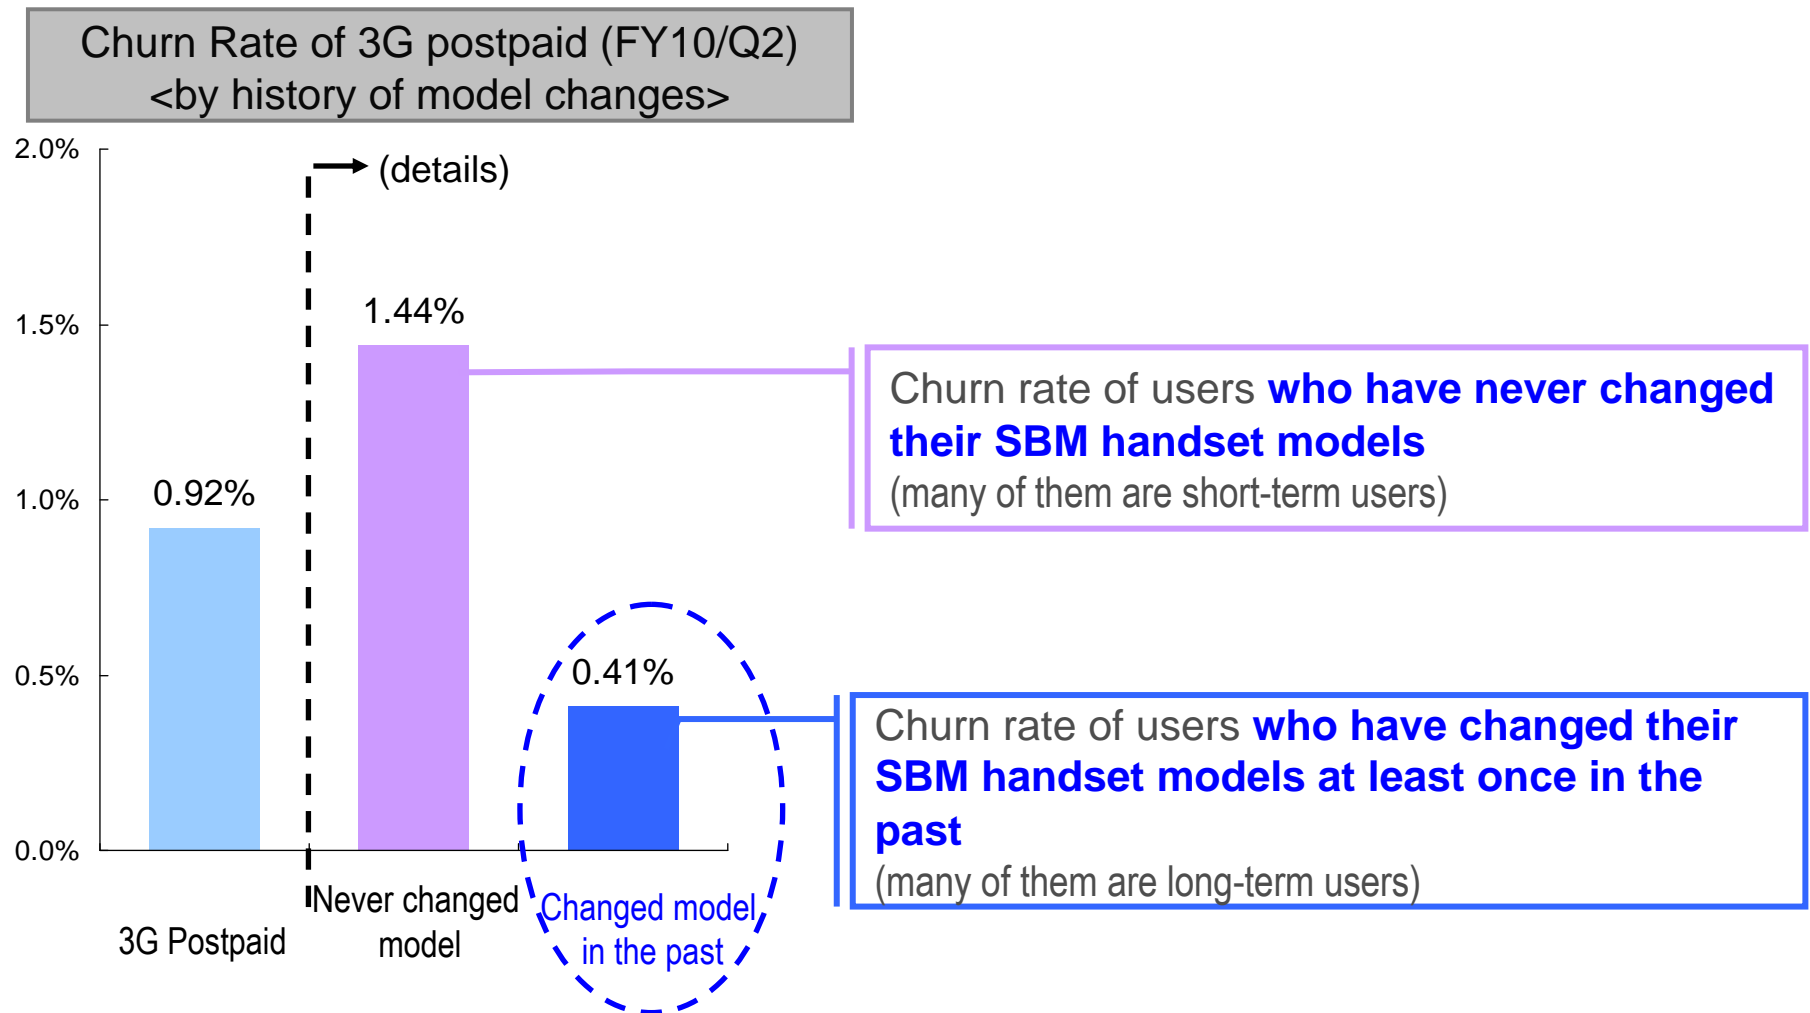 Churn Rate of 3G postpaid (FY10/Q2)
<by history of model changes>
2.0%
(details)
1.5%
1.44%
1.0%
0.92%
0.5%
0.41%
0.0%
3G Postpaid
Never changed
model
Changed model
in the past
Churn rate of users who have never changed
their SBM handset models
(many of them are short-term users)
Churn rate of users who have changed their
SBM handset models at least once in the
past
(many of them are long-term users)